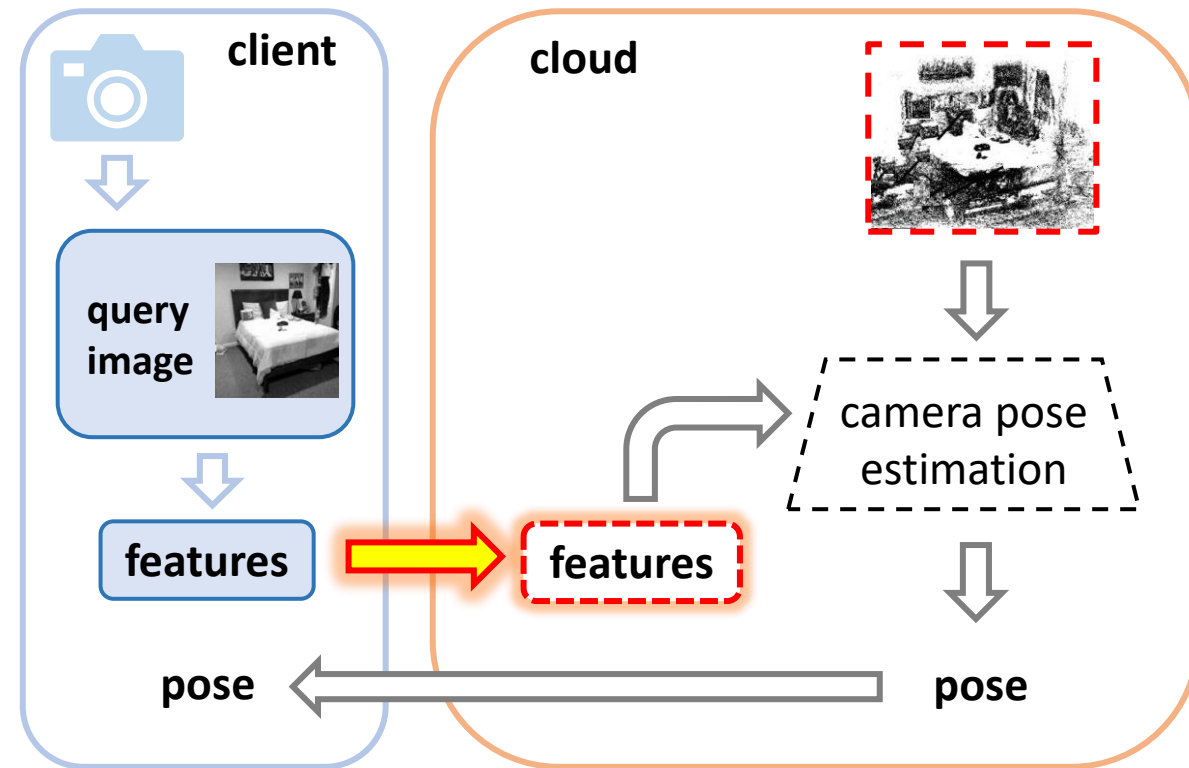 client
query
image
features
pose
cloud
camera pose
estimation
features
pose